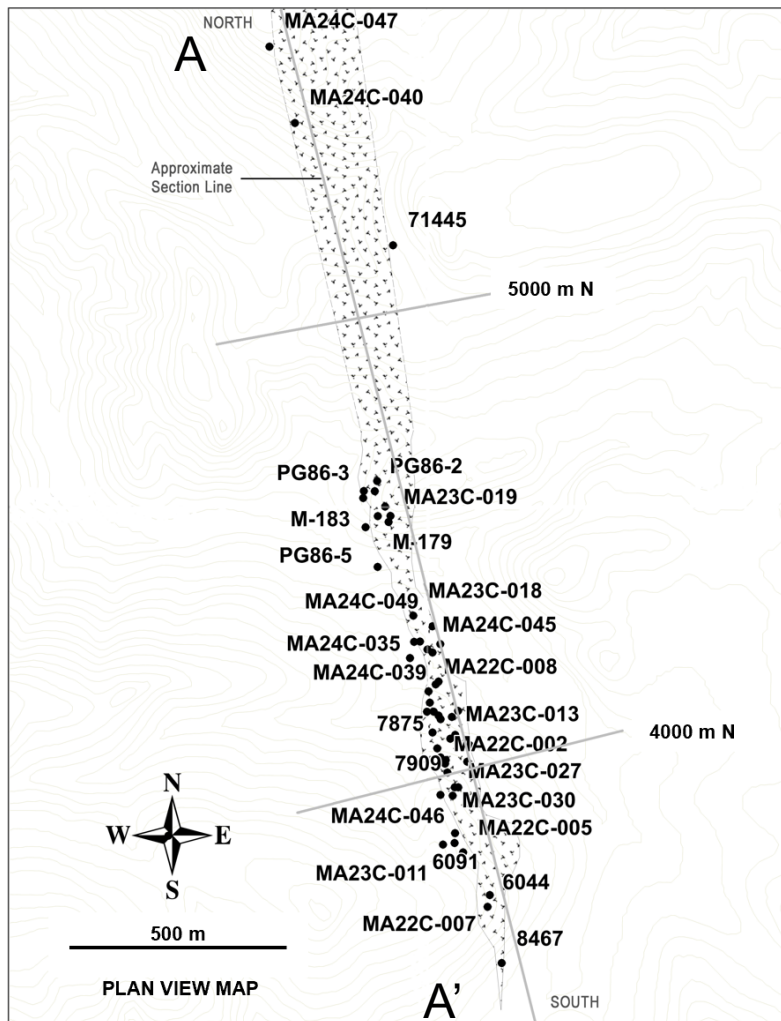 MA24C-047
NORTH
A
MA24C-040
Approximate
Section Line
71445
5000 m N
PG86-3
PG86-2
MA23C-019
M-183
M-179
PG86-5
MA23C-018
MA24C-049
MA24C-045
MA24C-035
MA22C-008
MA24C-039
MA23C-013
7875
4000 m N
MA22C-002
7909
MA23C-027
N
MA23C-030
MA24C-046
MA22C-005
W
E
6091
MA23C-011
6044
S
MA22C-007
500 m
8467
PLAN VIEW MAP
A'
SOUTH